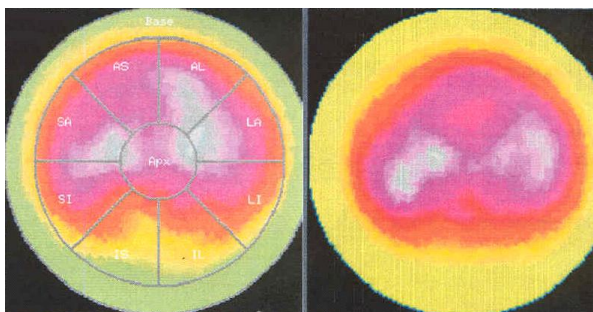 Base
AS AL
SA LA
Apx
SI LI
IS IL